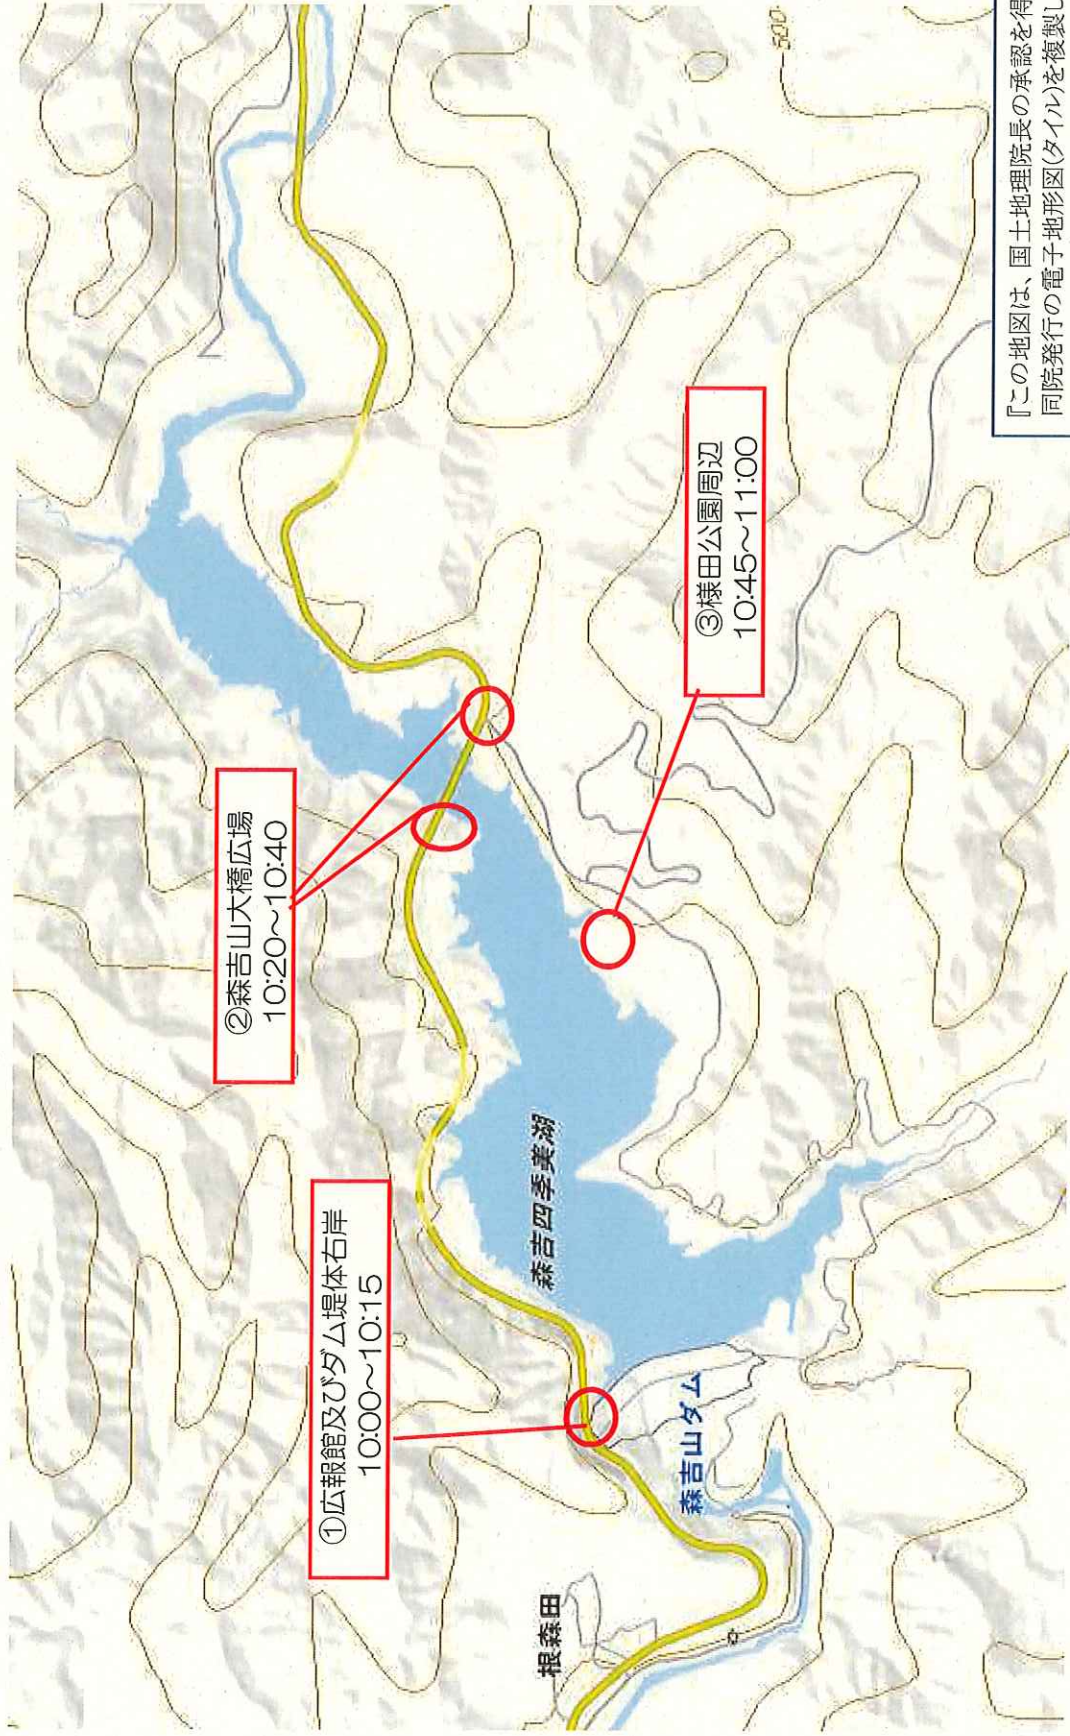 ①広報館及びダム堤体右岸
10:00～10:15
②森吉山大橋広場
10:20～10:40
③様田公園周辺
10:45～11:00
森吉四季美湖
森吉山ダム
根森田
500
『この地図は、国土地理院長の承認を得
同院発行の電子地形図(タイル)を複製し